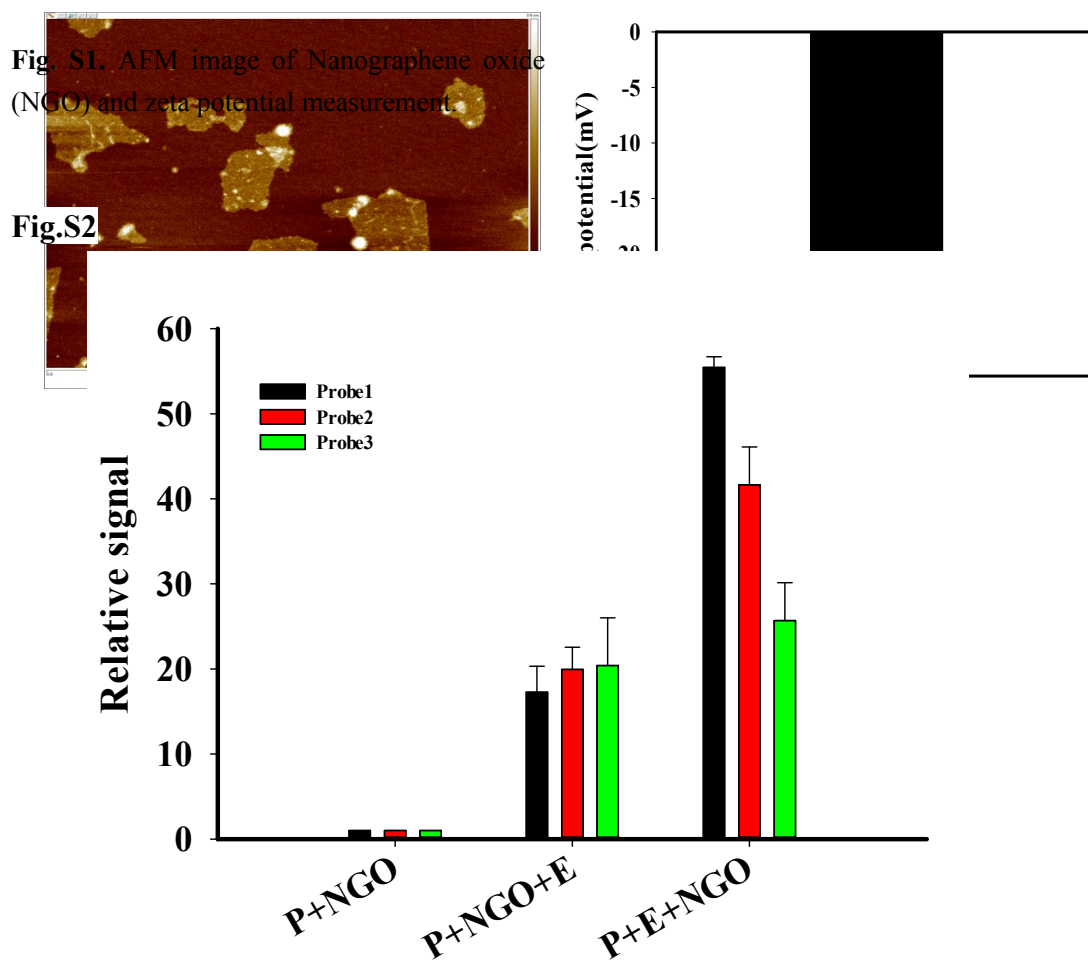 Fig. S1. AFM image of Nanographene oxide
(NGO) and zeta potential measurement.
0
-5
-10
-15
potential(mV)
Fig.S2
60
50
40
30
20
10
0
Relative signal
Probe1
Probe2
Probe3
P+NGO
P+NGO+E
P+E+NGO